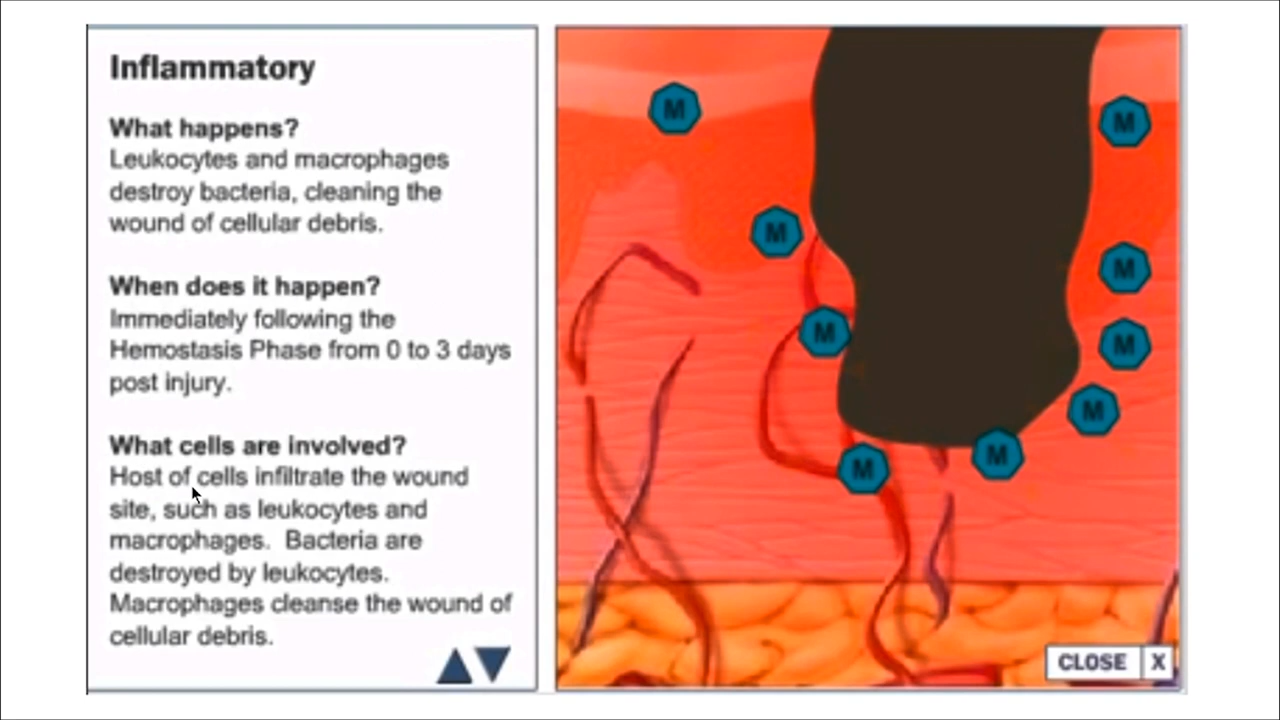 Inflammatory
What happens?
Leukocytes and macrophages
destroy bacteria, cleaning the
wound of cellular debris.
When does it happen?
Immediately following the
Hemostasis Phase from 0 to 3 days
post injury.
What cells are involved?
Host of cells infiltrate the wound
site, such as leukocytes and
macrophages.  Bacteria are
destroyed by leukocytes.
Macrophages cleanse the wound of
cellular debris.
M
M
M
M
M
M
M
M
M
CLOSE X